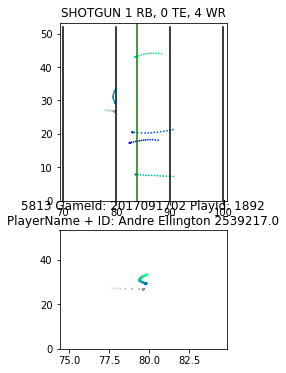 SHOTGUN 1 RB, 0 TE, 4 WR
50
40
30
20
10
0
70 80 90 100
5813 GameId: 2017091702 PlayId: 1892
PlayerName + ID: Andre Ellington 2539217.0
40
20
0
75.0 77.5 80.0 82.5